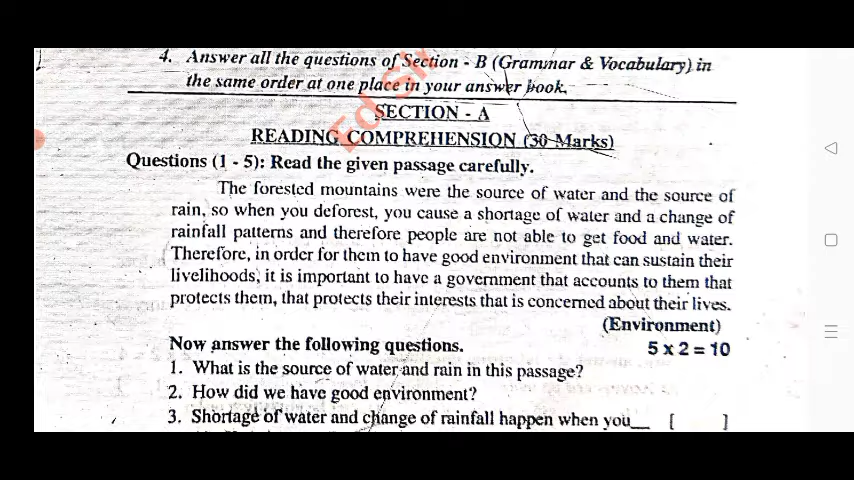 4. Answer all the questions of Section - B (Grammar & Vocabulary) in
the same order at one place in your answer book.
SECTION - A
READING COMPREHENSION (30 Marks)
Questions (1 - 5): Read the given passage carefully.
The forested mountains were the source of water and the source of
rain, so when you deforest, you cause a shortage of water and a change of
rainfall patterns and therefore people are not able to get food and water.
Therefore, in order for them to have good environment that can sustain their
livelihoods, it is important to have a government that accounts to them that
protects them, that protects their interests that is concerned about their lives.
(Environment)
Now answer the following questions. 5 x 2 = 10
1. What is the source of water and rain in this passage?
2. How did we have good environment?
3. Shortage of water and change of rainfall happen when you__ [ ]